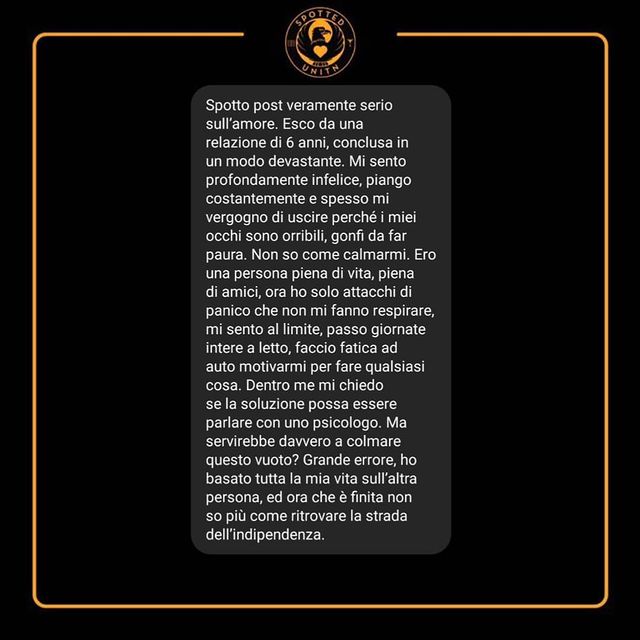 SPOTTED
UNITN
Spotto post veramente serio
sull'amore. Esco da una
relazione di 6 anni, conclusa in
un modo devastante. Mi sento
profondamente infelice, piango
costantemente e spesso mi
vergogno di uscire perché i miei
occhi sono orribili, gonfi da far
paura. Non so come calmarmi. Ero
una persona piena di vita, piena
di amici, ora ho solo attacchi di
panico che non mi fanno respirare,
mi sento al limite, passo giornate
intere a letto, faccio fatica ad
auto motivarmi per fare qualsiasi
cosa. Dentro me mi chiedo
se la soluzione possa essere
parlare con uno psicologo. Ma
servirebbe davvero a colmare
questo vuoto? Grande errore, ho
basato tutta la mia vita sull'altra
persona, ed ora che è finita non
so più come ritrovare la strada
dell'indipendenza.